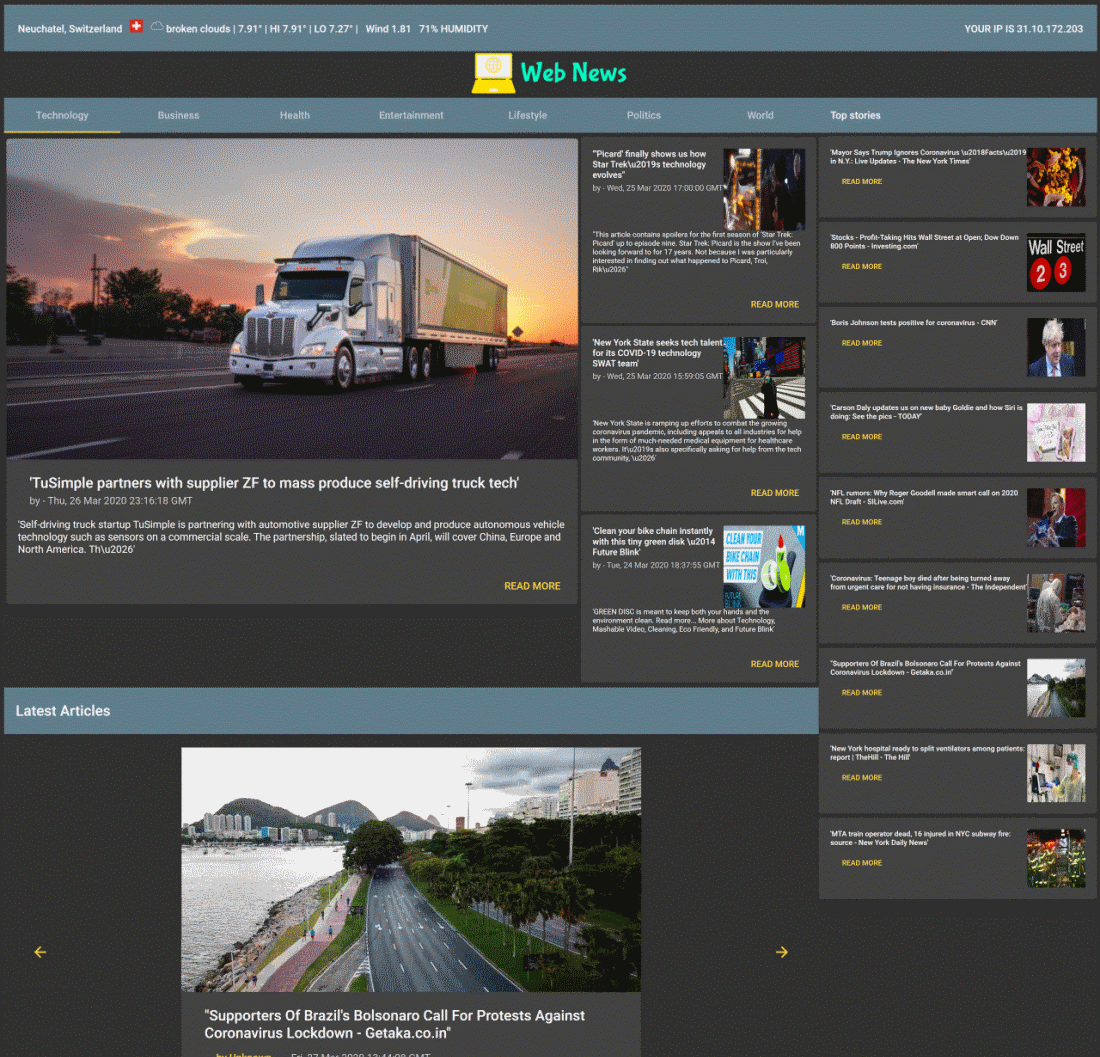 Neuchatel, Switzerland broken clouds | 7.91° | HI 7.91° | LO 7.27° | Wind 1.81 71% HUMIDITY
YOUR IP IS 31.10.172.203
Web News
Technology Business Health Entertainment Lifestyle Politics World
Top stories
'TuSimple partners with supplier ZF to mass produce self-driving truck tech'
by - Thu, 26 Mar 2020 23:16:18 GMT
'Self-driving truck startup TuSimple is partnering with automotive supplier ZF to develop and produce autonomous vehicle
technology such as sensors on a commercial scale. The partnership, slated to begin in April, will cover China, Europe and
North America. Th\u2026'
READ MORE
"'Picard' finally shows us how
Star Trek\u2019s technology
evolves"
by - Wed, 25 Mar 2020 17:00:00 GMT
"This article contains spoilers for the first season of 'Star Trek:
Picard' up to episode nine. Star Trek: Picard is the show I've been
looking forward to for 17 years. Not because I was particularly
interested in finding out what happened to Picard, Troi,
Rik\u2026"
READ MORE
'New York State seeks tech talent
for its COVID-19 technology
SWAT team'
by - Wed, 25 Mar 2020 15:59:05 GMT
'New York State is ramping up efforts to combat the growing
coronavirus pandemic, including appeals to all industries for help
in the form of much-needed medical equipment for healthcare
workers. It\u2019s also specifically asking for help from the tech
community, \u2026'
READ MORE
'Clean your bike chain instantly
with this tiny green disk \u2014
Future Blink'
by - Tue, 24 Mar 2020 18:37:55 GMT
CLEAN YOUR
BIKE CHAIN
WITH THIS
FUTURE
BLINK
M
'GREEN DISC is meant to keep both your hands and the
environment clean. Read more... More about Technology,
Mashable Video, Cleaning, Eco Friendly, and Future Blink'
READ MORE
'Mayor Says Trump Ignores Coronavirus \u2018Facts\u2019
in N.Y.: Live Updates - The New York Times'
READ MORE
'Stocks - Profit-Taking Hits Wall Street at Open; Dow Down
800 Points - Investing.com'
READ MORE
Wall Street
2 3
'Boris Johnson tests positive for coronavirus - CNN'
READ MORE
'Carson Daly updates us on new baby Goldie and how Siri is
doing: See the pics - TODAY'
READ MORE
'NFL rumors: Why Roger Goodell made smart call on 2020
NFL Draft - SILive.com'
READ MORE
'Coronavirus: Teenage boy died after being turned away
from urgent care for not having insurance - The Independent'
READ MORE
"Supporters Of Brazil's Bolsonaro Call For Protests Against
Coronavirus Lockdown - Getaka.co.in"
READ MORE
'New York hospital ready to split ventilators among patients:
report | TheHill - The Hill'
READ MORE
'MTA train operator dead, 16 injured in NYC subway fire:
source - New York Daily News'
READ MORE
Latest Articles
"Supporters Of Brazil's Bolsonaro Call For Protests Against
Coronavirus Lockdown - Getaka.co.in"
by Unknown Fri, 27 Mar 2020 13:44:08 GMT